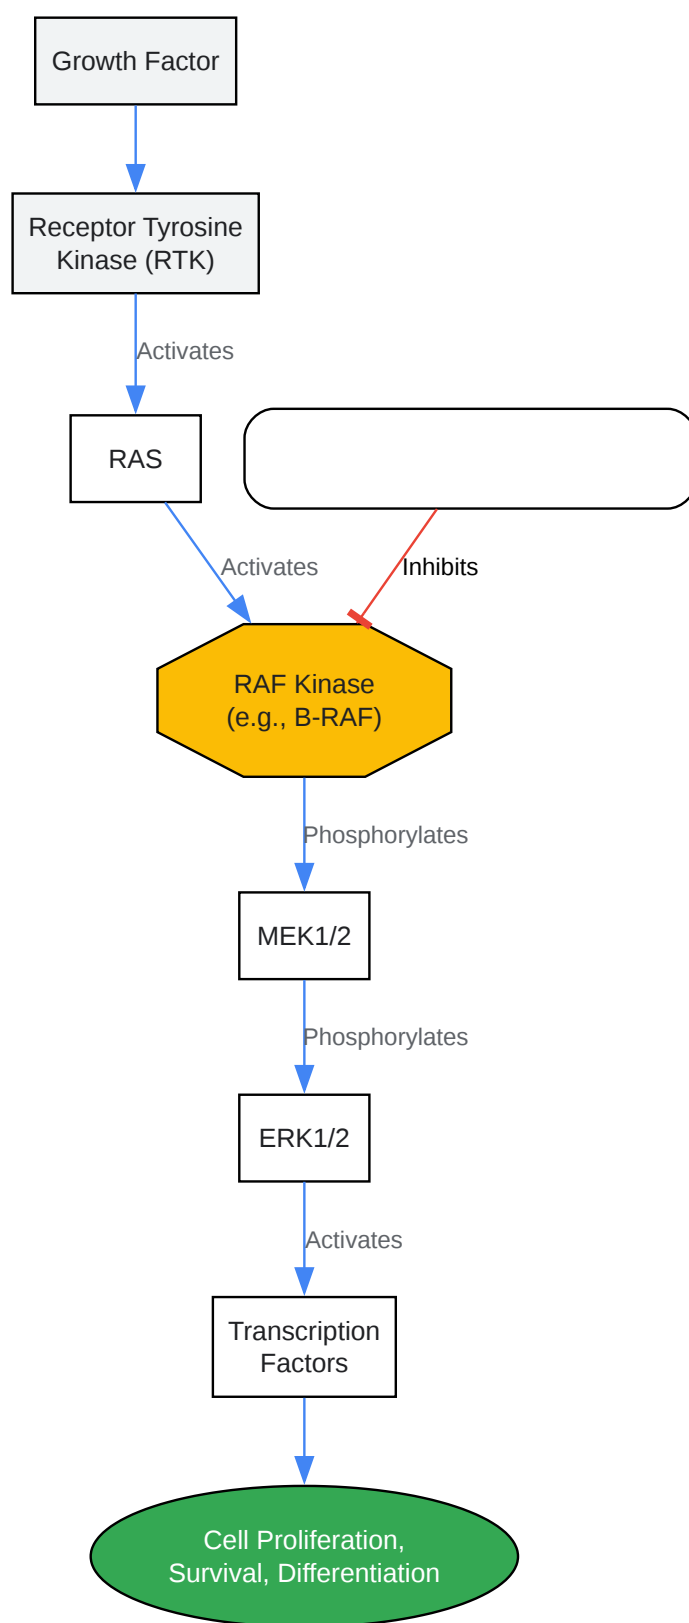 Growth Factor
Receptor Tyrosine
Kinase (RTK)
Activates
RAS
Activates
Inhibits
RAF Kinase
(e.g., B-RAF)
Phosphorylates
MEK1/2
Phosphorylates
ERK1/2
Activates
Transcription
Factors
Cell Proliferation,
Survival, Differentiation